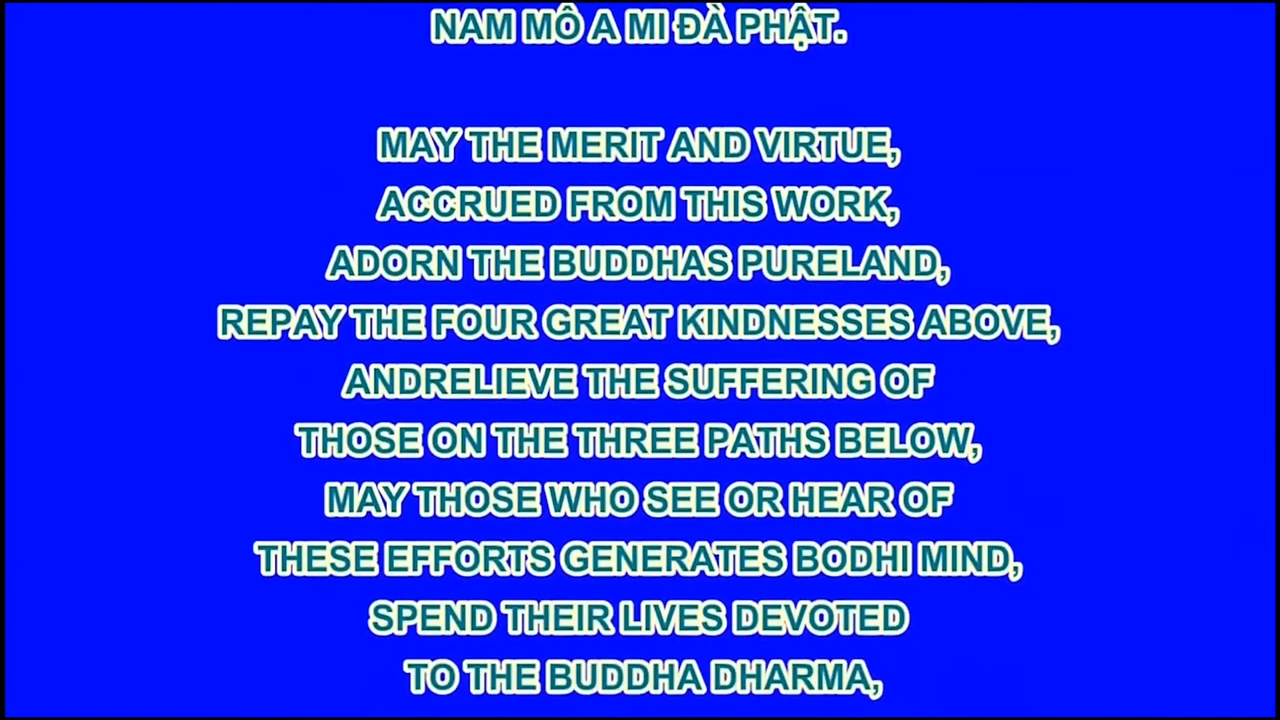 NAM MÔ A MI ĐÀ PHẬT.
MAY THE MERIT AND VIRTUE,
ACCRUED FROM THIS WORK,
ADORN THE BUDDHAS PURELAND,
REPAY THE FOUR GREAT KINDNESSES ABOVE,
ANDRELIEVE THE SUFFERING OF
THOSE ON THE THREE PATHS BELOW,
MAY THOSE WHO SEE OR HEAR OF
THESE EFFORTS GENERATES BODHI MIND,
SPEND THEIR LIVES DEVOTED
TO THE BUDDHA DHARMA,